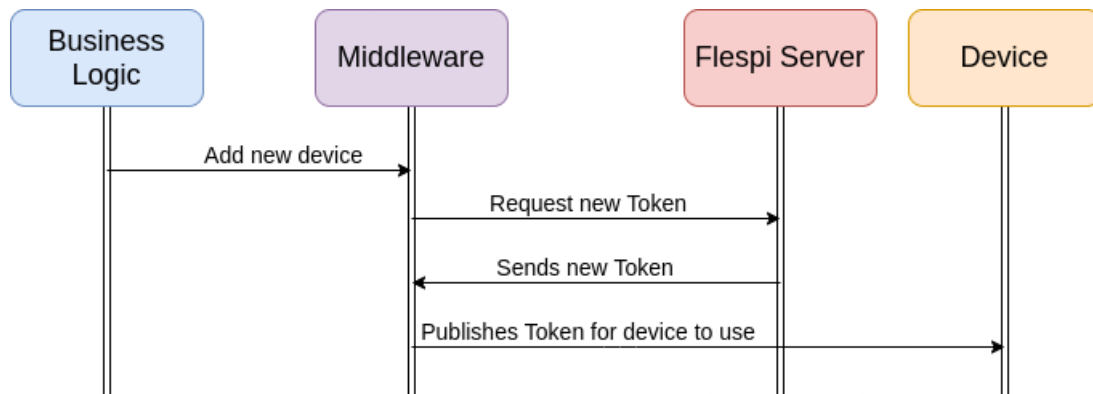 Business
Logic
Middleware
Flespi Server
Device
Add new device
Request new Token
Sends new Token
Publishes Token for device to use